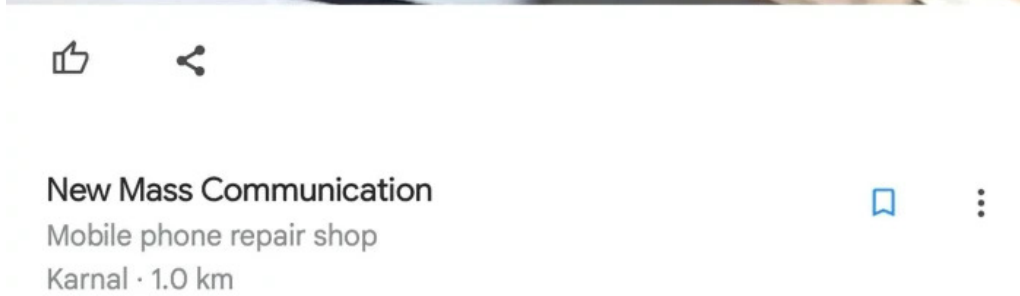 New Mass Communication
Mobile phone repair shop
Karnal · 1.0 km